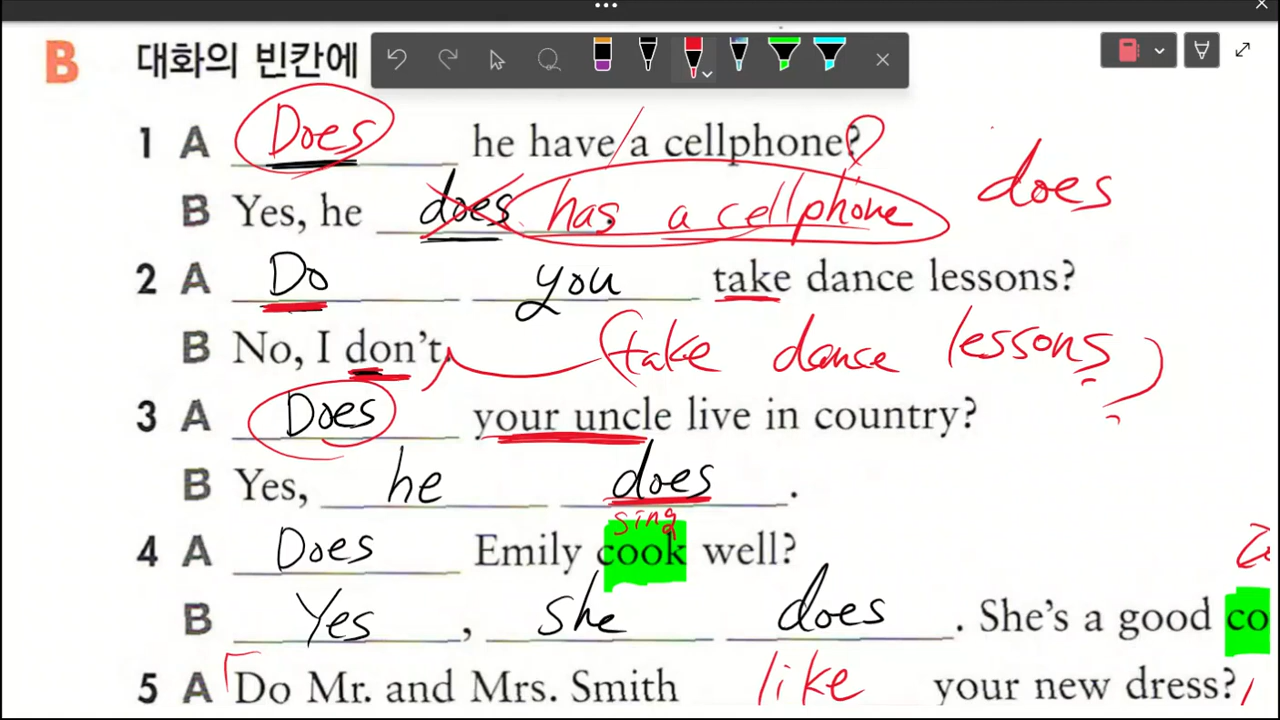 B 대화의 빈칸에
1 A Does he have a cellphone?
B Yes, he does has a cellphone does
2 A Do you take dance lessons?
B No, I don't, (take dance lessons)
3 A Does your uncle live in country?
B Yes, he does.
sing
4 A Does Emily cook well?
B Yes, she does. She's a good co
5 A Do Mr. and Mrs. Smith like your new dress?